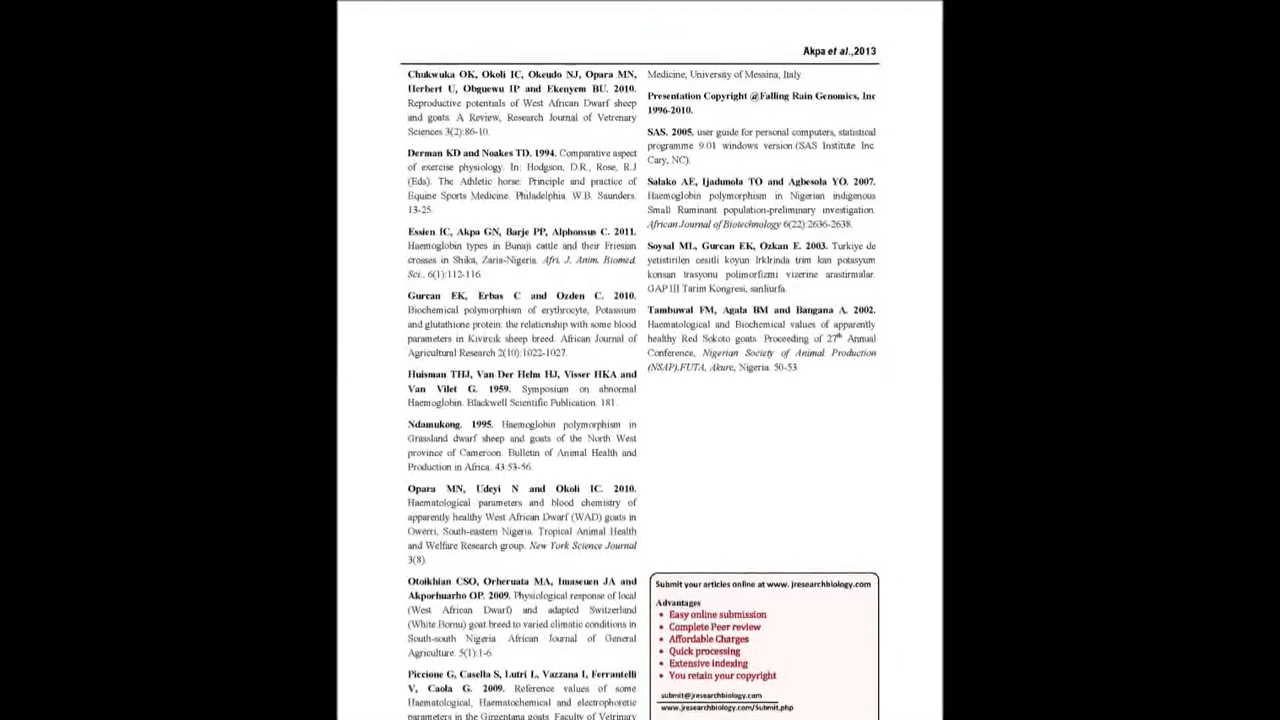 Akpa et al.,2013
Chukwuka OK, Okoli IC, Okeudo NJ, Opara MN,
Herbert U, Obguewu IP and Ekenyem BU. 2010.
Reproductive potentials of West African Dwarf sheep
and goats. A Review, Research Journal of Vetrenary
Sciences 3(2):86-10.
Derman KD and Noakes TD. 1994. Comparative aspect
of exercise physiology. In: Hodgson, D.R., Rose, R.J
(Eds). The Athletic horse: Principle and practice of
Equine Sports Medicine. Philadelphia. W.B. Saunders.
13-25.
Essien IC, Akpa GN, Barje PP, Alphonsus C. 2011.
Haemoglobin types in Bunaji cattle and their Friesian
crosses in Shika, Zaria-Nigeria. Afri. J. Anim. Biomed.
Sci., 6(1):112-116.
Gurcan EK, Erbas C and Ozden C. 2010.
Biochemical polymorphism of erythrocyte, Potassium
and glutathione protein: the relationship with some blood
parameters in Kivircik sheep breed. African Journal of
Agricultural Research 2(10):1022-1027.
Huisman THJ, Van Der Helm HJ, Visser HKA and
Van Vilet G. 1959. Symposium on abnormal
Haemoglobin. Blackwell Scientific Publication. 181.
Ndamukong. 1995. Haemoglobin polymorphism in
Grassland dwarf sheep and goats of the North West
province of Cameroon. Bulletin of Animal Health and
Production in Africa. 43:53-56.
Opara MN, Udeyi N and Okoli IC. 2010.
Haematological parameters and blood chemistry of
apparently healthy West African Dwarf (WAD) goats in
Owerri, South-eastern Nigeria. Tropical Animal Health
and Welfare Research group. New York Science Journal
3(8).
Otoikhian CSO, Orheruata MA, Imaseuen JA and
Akporhuarho OP. 2009. Physiological response of local
(West African Dwarf) and adapted Switzerland
(White Bornu) goat breed to varied climatic conditions in
South-south Nigeria African Journal of General
Agriculture. 5(1):1-6.
Piccione G, Casella S, Lutri L, Vazzana I, Ferrantelli
V, Caola G. 2009. Reference values of some
Haematological, Haematochemical and electrophoretic
parameters in the Girgentana goats. Faculty of Vetrinary
Medicine, University of Messina, Italy
Presentation Copyright @Falling Rain Genomics, Inc
1996-2010.
SAS. 2005. user guide for personal computers, statistical
programme 9.01 windows version (SAS Institute Inc.
Cary, NC).
Salako AE, Ijadunola TO and Agbesola YO. 2007.
Haemoglobin polymorphism in Nigerian indigenous
Small Ruminant population-preliminary investigation.
African Journal of Biotechnology 6(22):2636-2638.
Soysal ML, Gurcan EK, Ozkan E. 2003. Turkiye de
yetistirilen cesitli koyun Irklrinda trim kan potasyum
konsan trasyonu polimorfizmi vizerine arastirmalar.
GAP III Tarim Kongresi, sanliurfa.
Tambuwal FM, Agala BM and Bangana A. 2002.
Haematological and Biochemical values of apparently
healthy Red Sokoto goats. Proceeding of 27th Annual
Conference, Nigerian Society of Animal Production
(NSAP).FUTA, Akure, Nigeria. 50-53.
Submit your articles online at www. jresearchbiology.com
Advantages
• Easy online submission
• Complete Peer review
• Affordable Charges
• Quick processing
• Extensive indexing
• You retain your copyright
submit@jresearchbiology.com
www.jresearchbiology.com/Submit.php